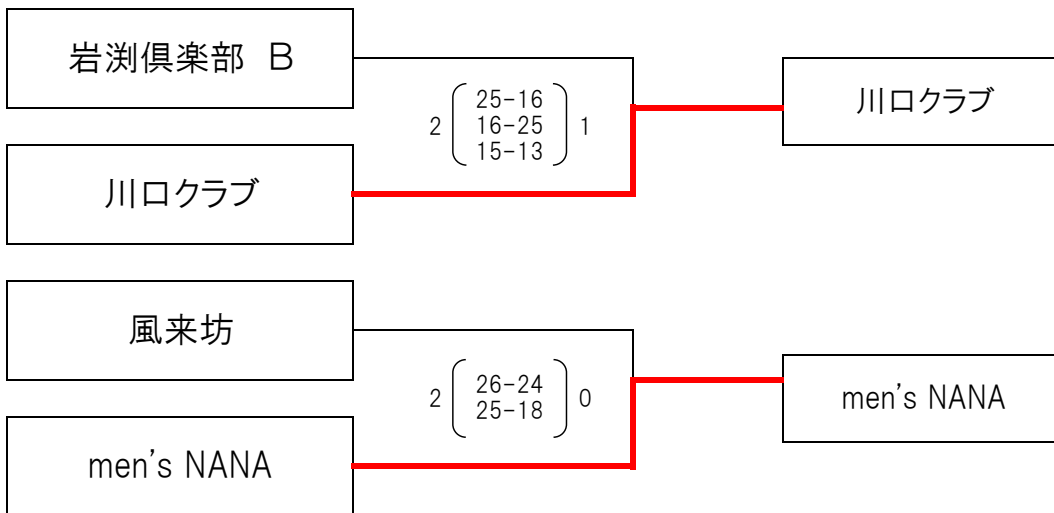 岩渕倶楽部 B
川口クラブ
2 25-16 1
16-25
15-13
川口クラブ
風来坊
men's NANA
2 26-24 0
25-18
men's NANA